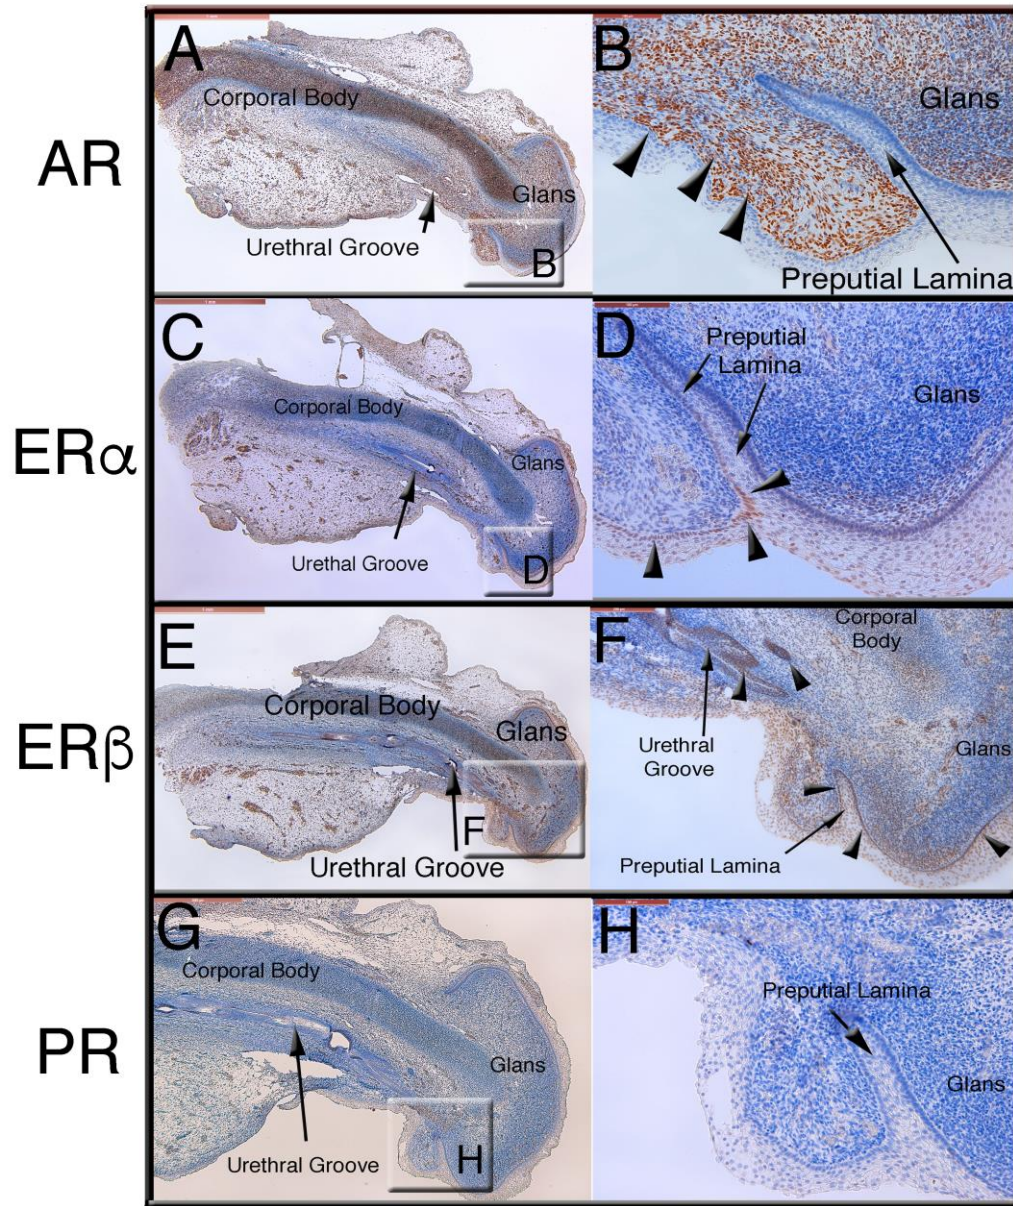 AR
A
Corporal Body
Glans
Urethral Groove
B
B
Glans
Preputial Lamina
ERα
C
Corporal Body
Glans
Urethal Groove
D
D
Preputial
Lamina
Glans
ERβ
E
Corporal Body
Glans
F
Urethral Groove
F
Corporal
Body
Urethral
Groove
Glans
Preputial Lamina
PR
G
Corporal Body
Glans
Urethral Groove
H
H
Preputial Lamina
Glans